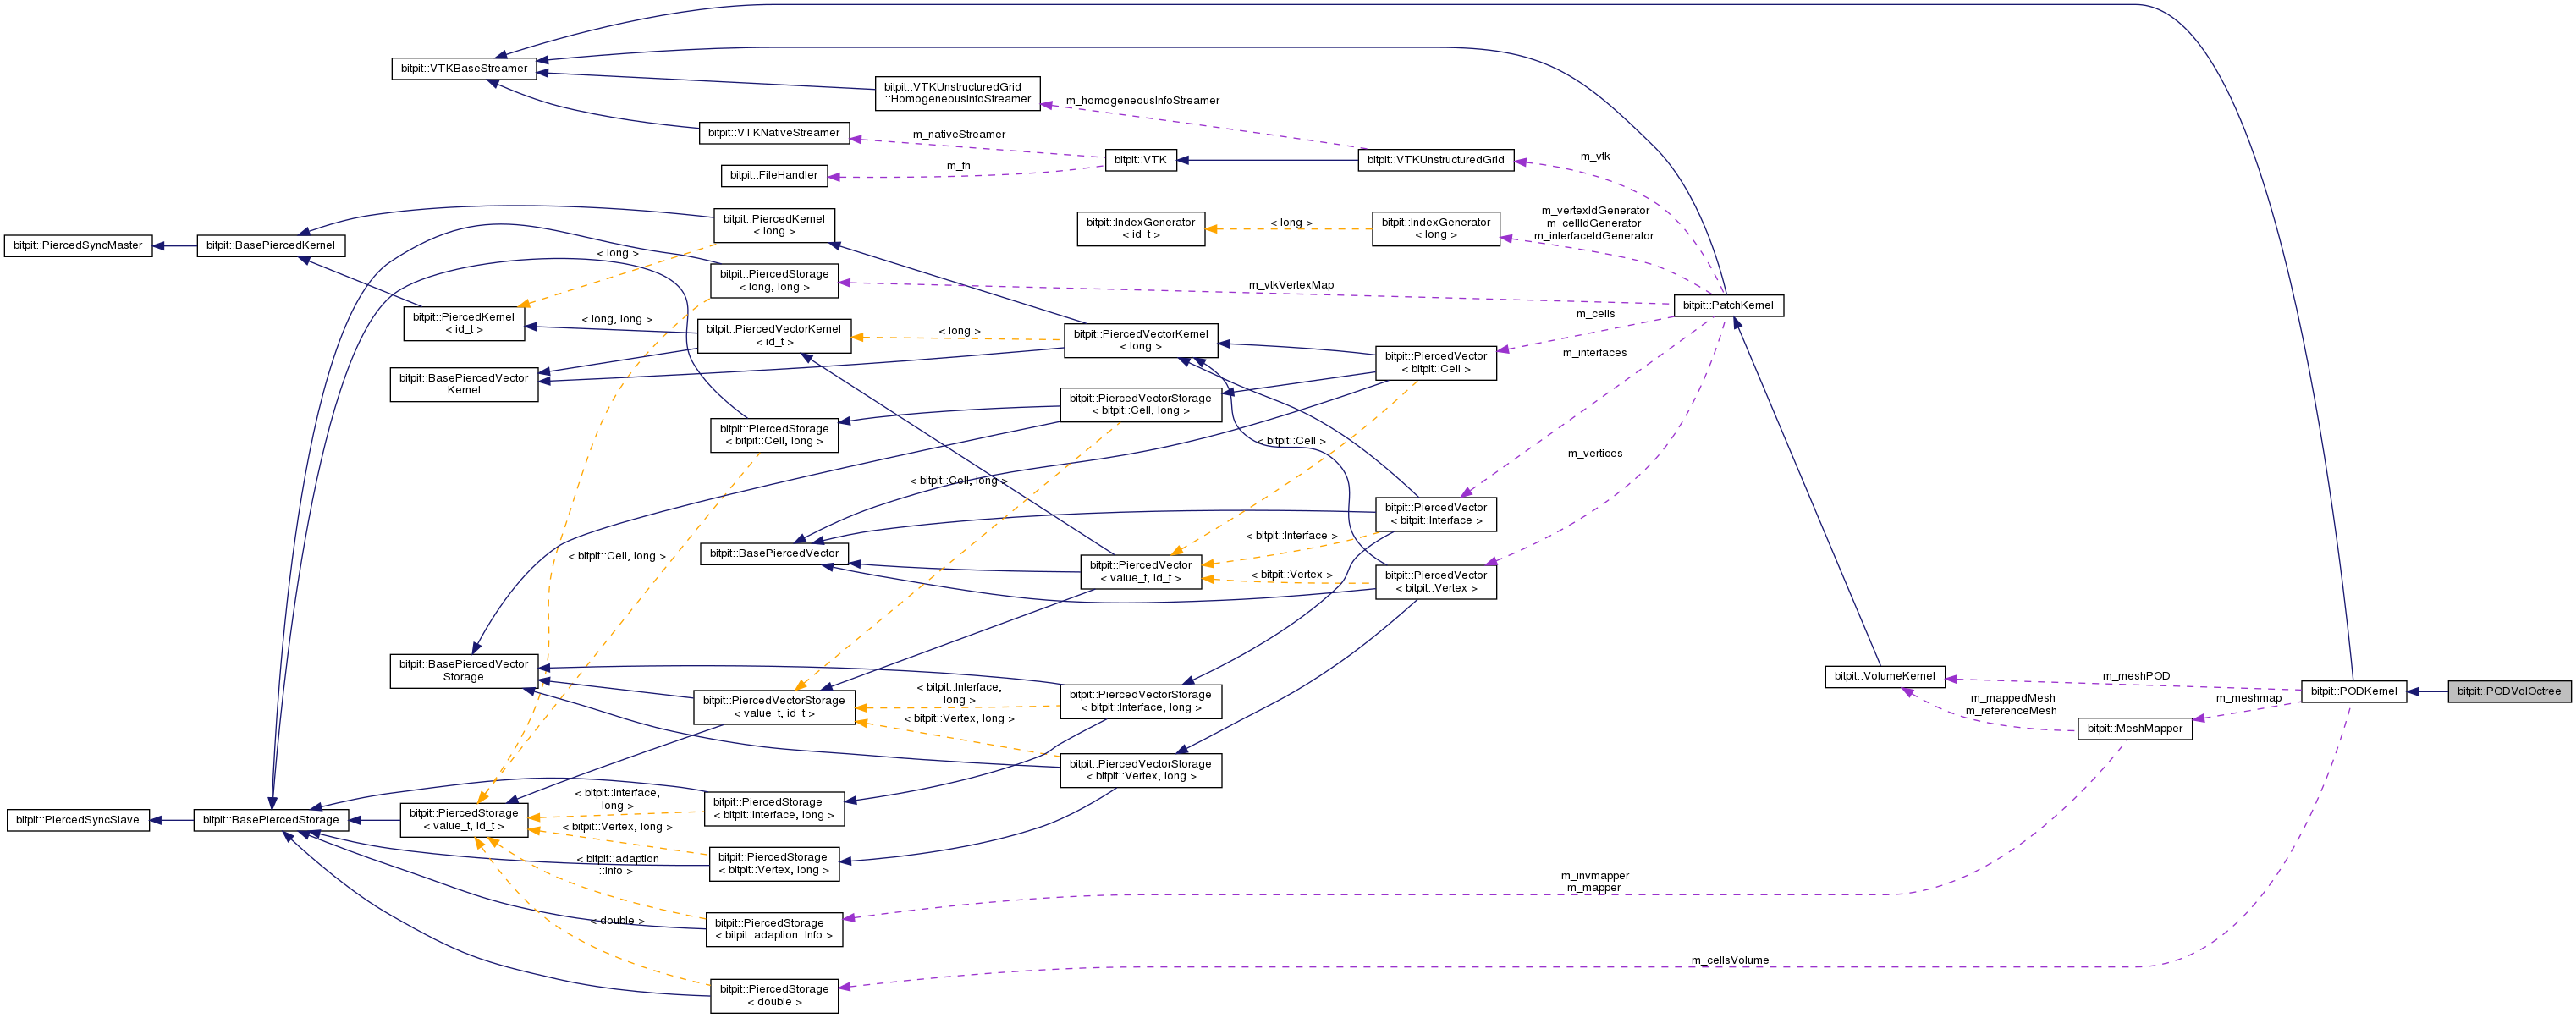 bitpit::VTKBaseStreamer
bitpit::VTKUnstructuredGrid
::HomogeneousInfoStreamer
m_homogeneousInfoStreamer
bitpit::VTKNativeStreamer
m_nativeStreamer
bitpit::VTK
bitpit::VTKUnstructuredGrid
m_vtk
bitpit::FileHandler
m_fh
bitpit::PiercedSyncMaster
bitpit::BasePiercedKernel
bitpit::PiercedKernel
< long >
bitpit::IndexGenerator
< id_t >
< long >
bitpit::IndexGenerator
< long >
m_vertexIdGenerator
m_cellIdGenerator
m_interfaceIdGenerator
< long >
bitpit::PiercedStorage
< long, long >
m_vtkVertexMap
bitpit::PatchKernel
bitpit::PiercedKernel
< id_t >
< long, long >
bitpit::PiercedVectorKernel
< id_t >
< long >
bitpit::PiercedVectorKernel
< long >
m_cells
bitpit::PiercedVector
< bitpit::Cell >
m_interfaces
bitpit::BasePiercedVector
Kernel
bitpit::PiercedVectorStorage
< bitpit::Cell, long >
bitpit::PiercedStorage
< bitpit::Cell, long >
< bitpit::Cell >
m_vertices
< bitpit::Cell, long >
bitpit::PiercedVector
< bitpit::Interface >
< bitpit::Interface >
bitpit::BasePiercedVector
< bitpit::Cell, long >
bitpit::PiercedVector
< value_t, id_t >
< bitpit::Vertex >
bitpit::PiercedVector
< bitpit::Vertex >
bitpit::BasePiercedVector
Storage
bitpit::VolumeKernel
m_meshPOD
bitpit::PODKernel
bitpit::PODVolOctree
bitpit::PiercedVectorStorage
< value_t, id_t >
< bitpit::Interface,
long >
bitpit::PiercedVectorStorage
< bitpit::Interface, long >
m_mappedMesh
m_referenceMesh
m_meshmap
bitpit::MeshMapper
< bitpit::Vertex, long >
bitpit::PiercedVectorStorage
< bitpit::Vertex, long >
bitpit::PiercedSyncSlave
bitpit::BasePiercedStorage
bitpit::PiercedStorage
< value_t, id_t >
< bitpit::Interface,
long >
bitpit::PiercedStorage
< bitpit::Interface, long >
< bitpit::Vertex, long >
bitpit::PiercedStorage
< bitpit::Vertex, long >
< bitpit::adaption
::Info >
m_invmapper
m_mapper
bitpit::PiercedStorage
< bitpit::adaption::Info >
< double >
m_cellsVolume
bitpit::PiercedStorage
< double >